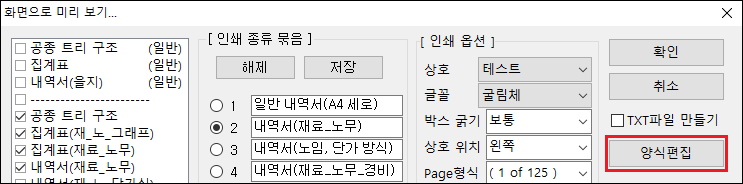 화면으로 미리 보기...
공종 트리 구조 (일반)
집계표 (일반)
내역서(을지) (일반)
------------------------
공종 트리 구조
집계표(재_노_그래프)
집계표(재료_노무)
내역서(재료_노무)
[ 인쇄 종류 묶음 ]
해제 저장
1 일반 내역서(A4 세로)
2 내역서(재료_노무)
3 내역서(노임, 단가 방식)
4 내역서(재료_노무_경비)
[ 인쇄 옵션 ]
상호 테스트
글꼴 굴림체
박스 굵기 보통
상호 위치 왼쪽
Page형식 ( 1 of 125 )
확인
취소
TXT파일 만들기
양식편집